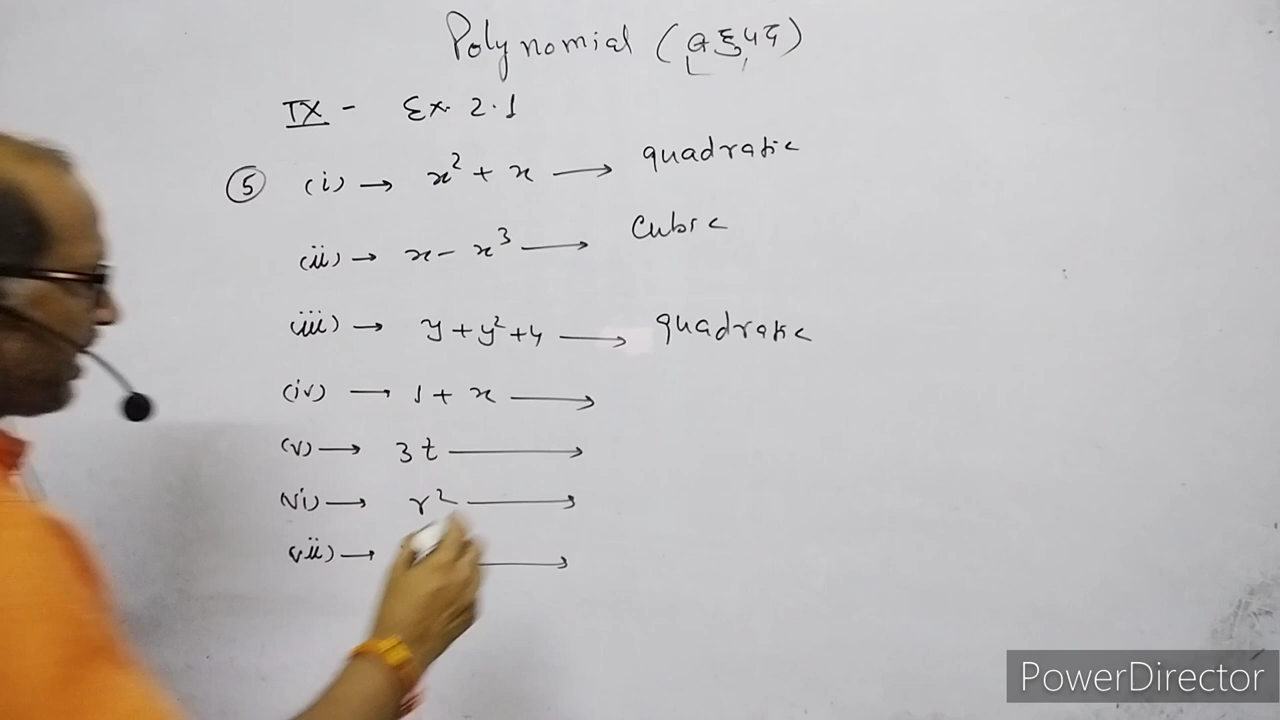 Polynomial (बहुपद)
IX - Ex. 2.1
(5) (i) → x² + x → quadratic
(ii) → x - x³ → Cubic
(iii) → y + y² + 4 → quadratic
(iv) → 1 + x →
(v) → 3t →
(vi) → r² →
(vii) → →
PowerDirector